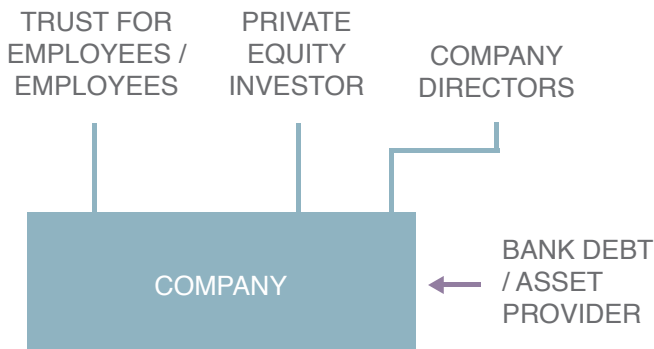 TRUST FOR
EMPLOYEES /
EMPLOYEES
PRIVATE
EQUITY
INVESTOR
COMPANY
DIRECTORS
COMPANY
BANK DEBT
/ ASSET
PROVIDER